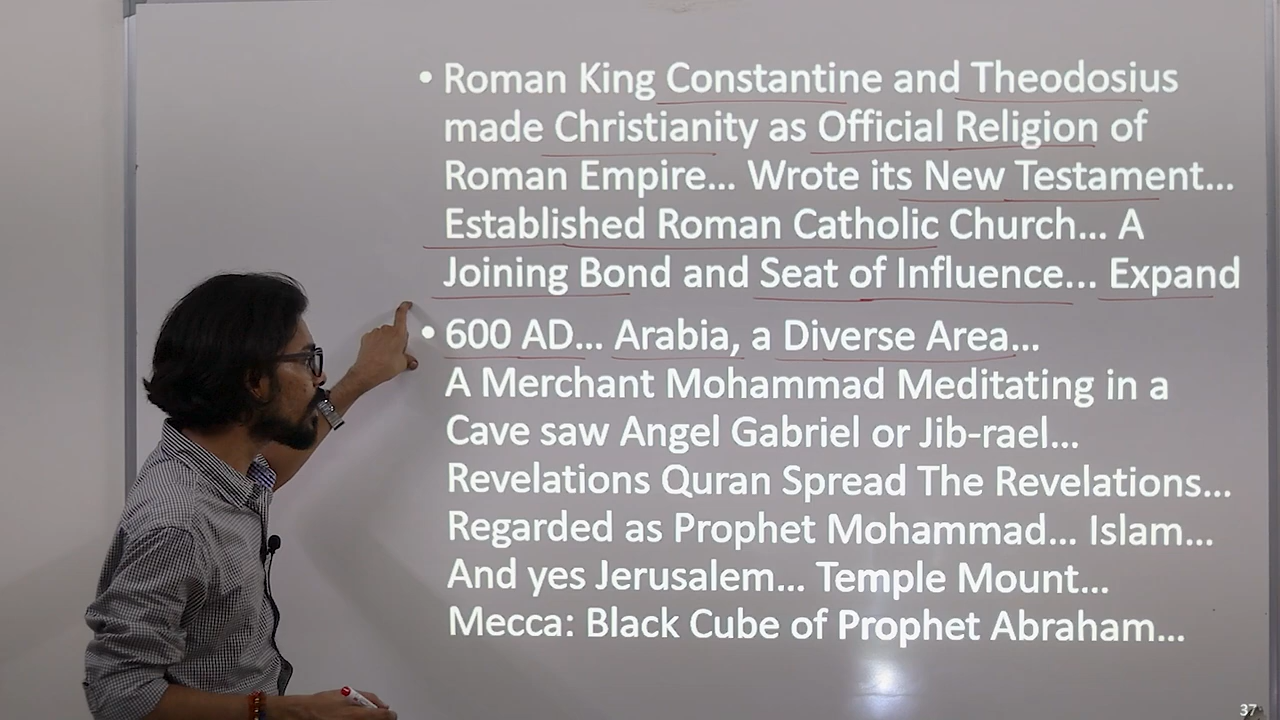 • Roman King Constantine and Theodosius
made Christianity as Official Religion of
Roman Empire... Wrote its New Testament...
Established Roman Catholic Church... A
Joining Bond and Seat of Influence... Expand
• 600 AD... Arabia, a Diverse Area...
A Merchant Mohammad Meditating in a
Cave saw Angel Gabriel or Jib-rael...
Revelations Quran Spread The Revelations...
Regarded as Prophet Mohammad... Islam...
And yes Jerusalem... Temple Mount...
Mecca: Black Cube of Prophet Abraham...
37